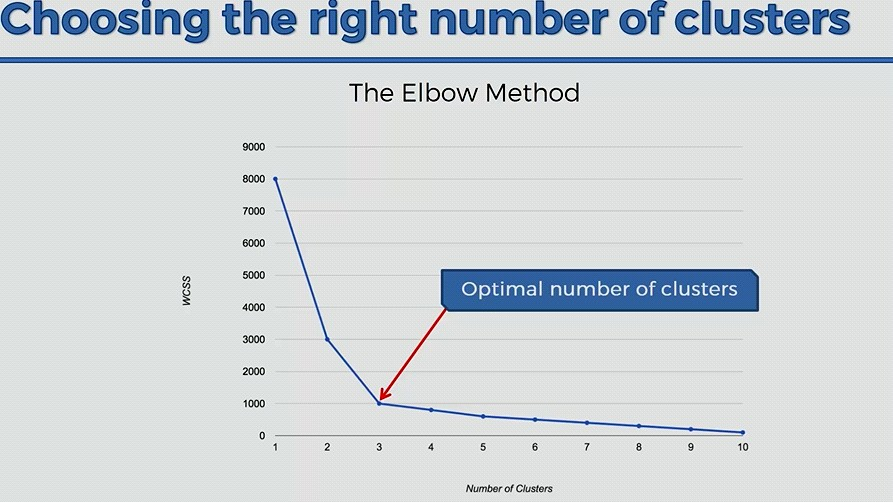 Choosing the right number of clusters
The Elbow Method
9000
8000
7000
6000
5000
4000
3000
2000
1000
0
WCSS
Optimal number of clusters
1 2 3 4 5 6 7 8 9 10
Number of Clusters